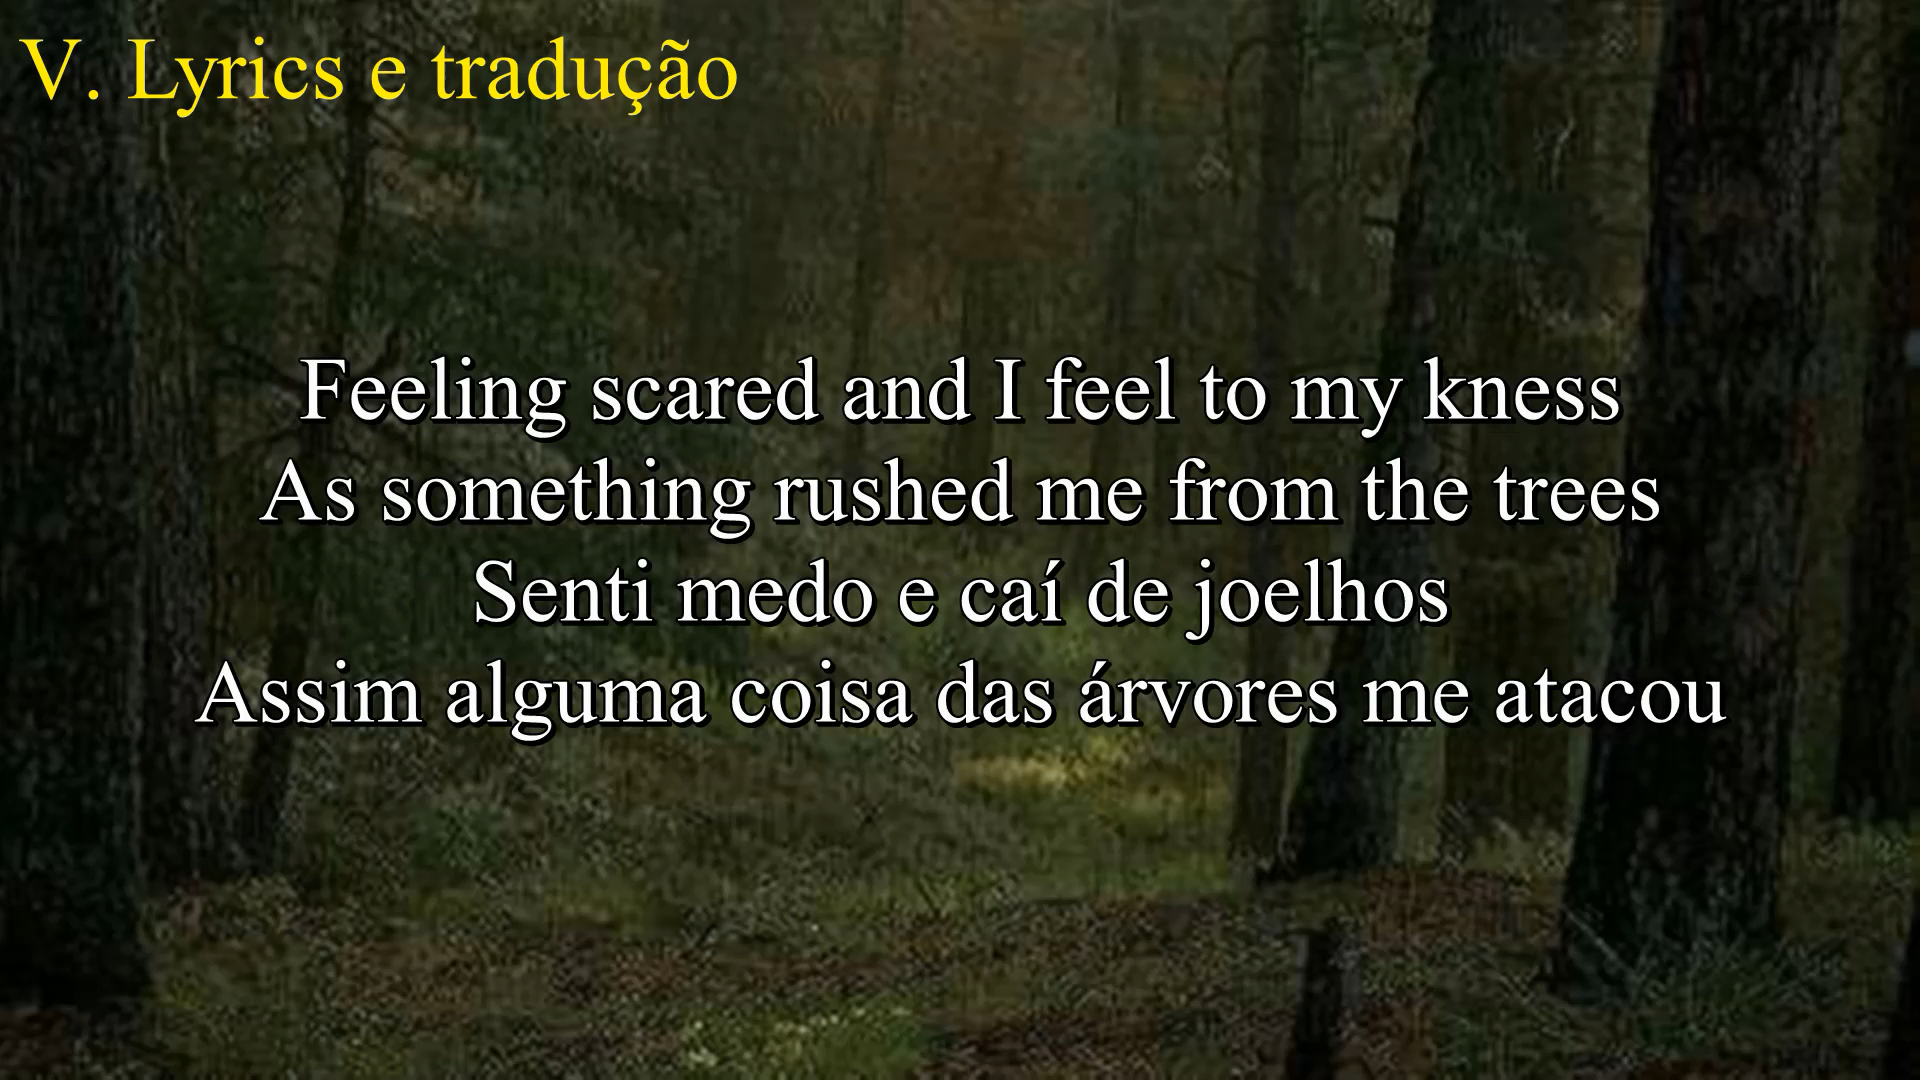 V. Lyrics e tradução
Feeling scared and I feel to my kness
As something rushed me from the trees
Senti medo e caí de joelhos
Assim alguma coisa das árvores me atacou